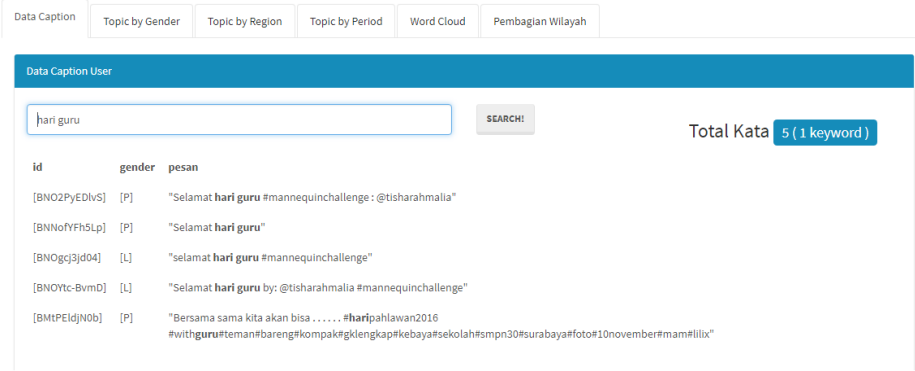 Data Caption Topic by Gender Topic by Region Topic by Period Word Cloud Pembagian Wilayah
Data Caption User
hari guru SEARCH! Total Kata 5 ( 1 keyword )
id gender pesan
[BNO2PyEDlvS] [P] "Selamat hari guru #mannequinchallenge : @tisharahmalia"
[BNNofYFh5Lp] [P] "Selamat hari guru"
[BNOgcj3jd04] [L] "selamat hari guru #mannequinchallenge"
[BNOYtc-BvmD] [L] "Selamat hari guru by: @tisharahmalia #mannequinchallenge"
[BMtPEldjN0b] [P] "Bersama sama kita akan bisa . . . . . . #haripahlawan2016
#withguru#teman#bareng#kompak#gklengkap#kebaya#sekolah#smpn30#surabaya#foto#10november#mam#lilix"